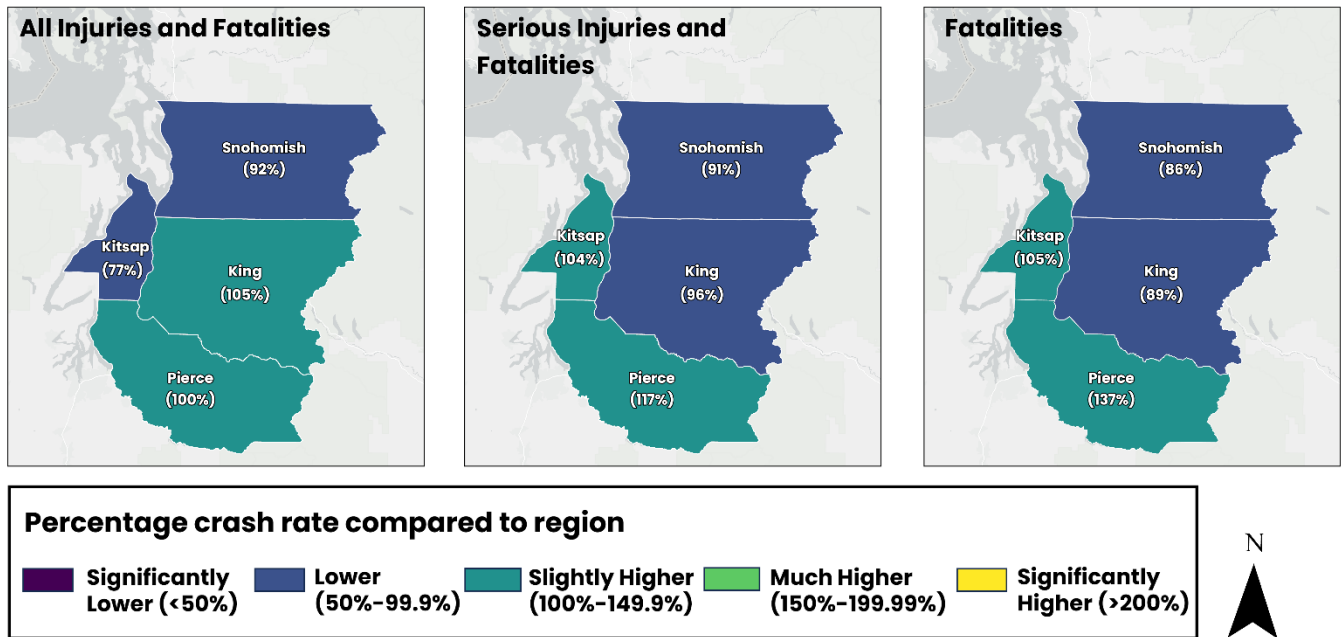 All Injuries and Fatalities
Snohomish
(92%)
Kitsap
(77%)
King
(105%)
Pierce
(100%)
Serious Injuries and
Fatalities
Snohomish
(91%)
Kitsap
(104%)
King
(96%)
Pierce
(117%)
Fatalities
Snohomish
(86%)
Kitsap
(105%)
King
(89%)
Pierce
(137%)
Percentage crash rate compared to region
Significantly
Lower (<50%)
Lower
(50%-99.9%)
Slightly Higher
(100%-149.9%)
Much Higher
(150%-199.99%)
Significantly
Higher (>200%)
N